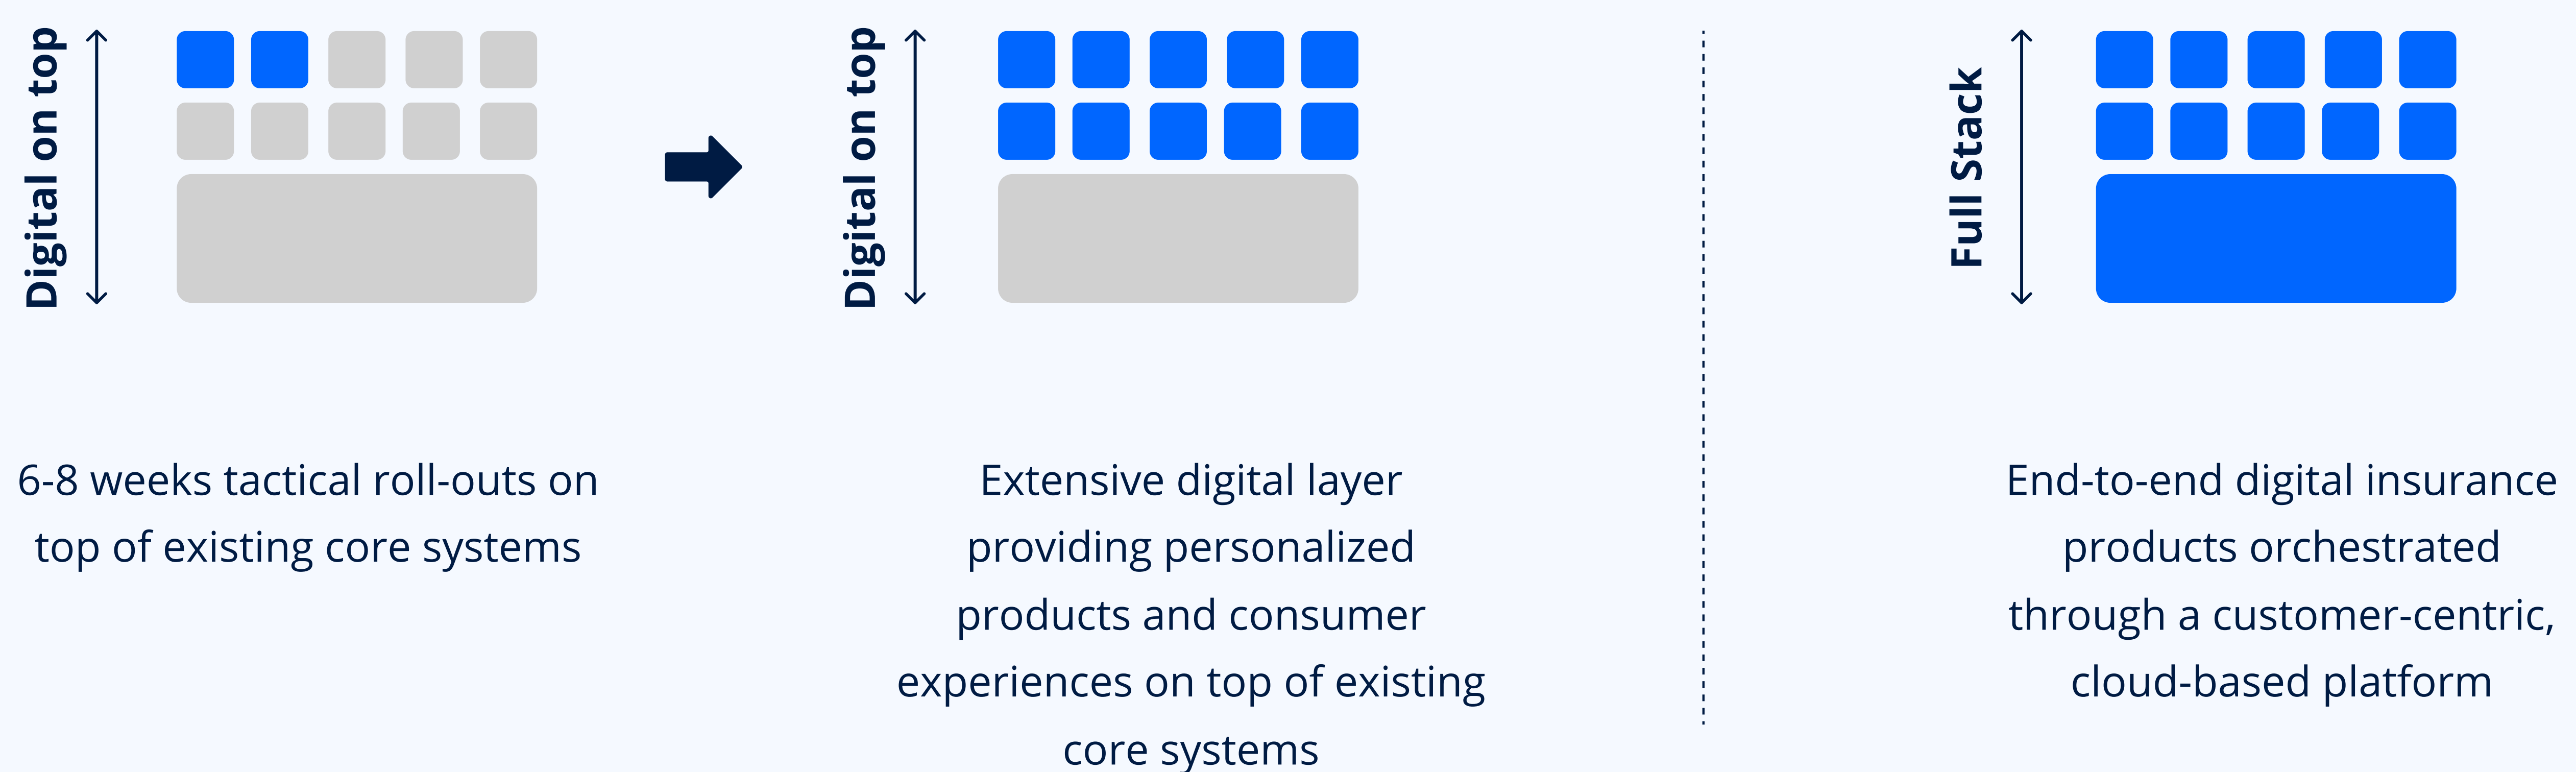 Digital on top
6-8 weeks tactical roll-outs on
top of existing core systems
Digital on top
Extensive digital layer
providing personalized
products and consumer
experiences on top of existing
core systems
Full Stack
End-to-end digital insurance
products orchestrated
through a customer-centric,
cloud-based platform